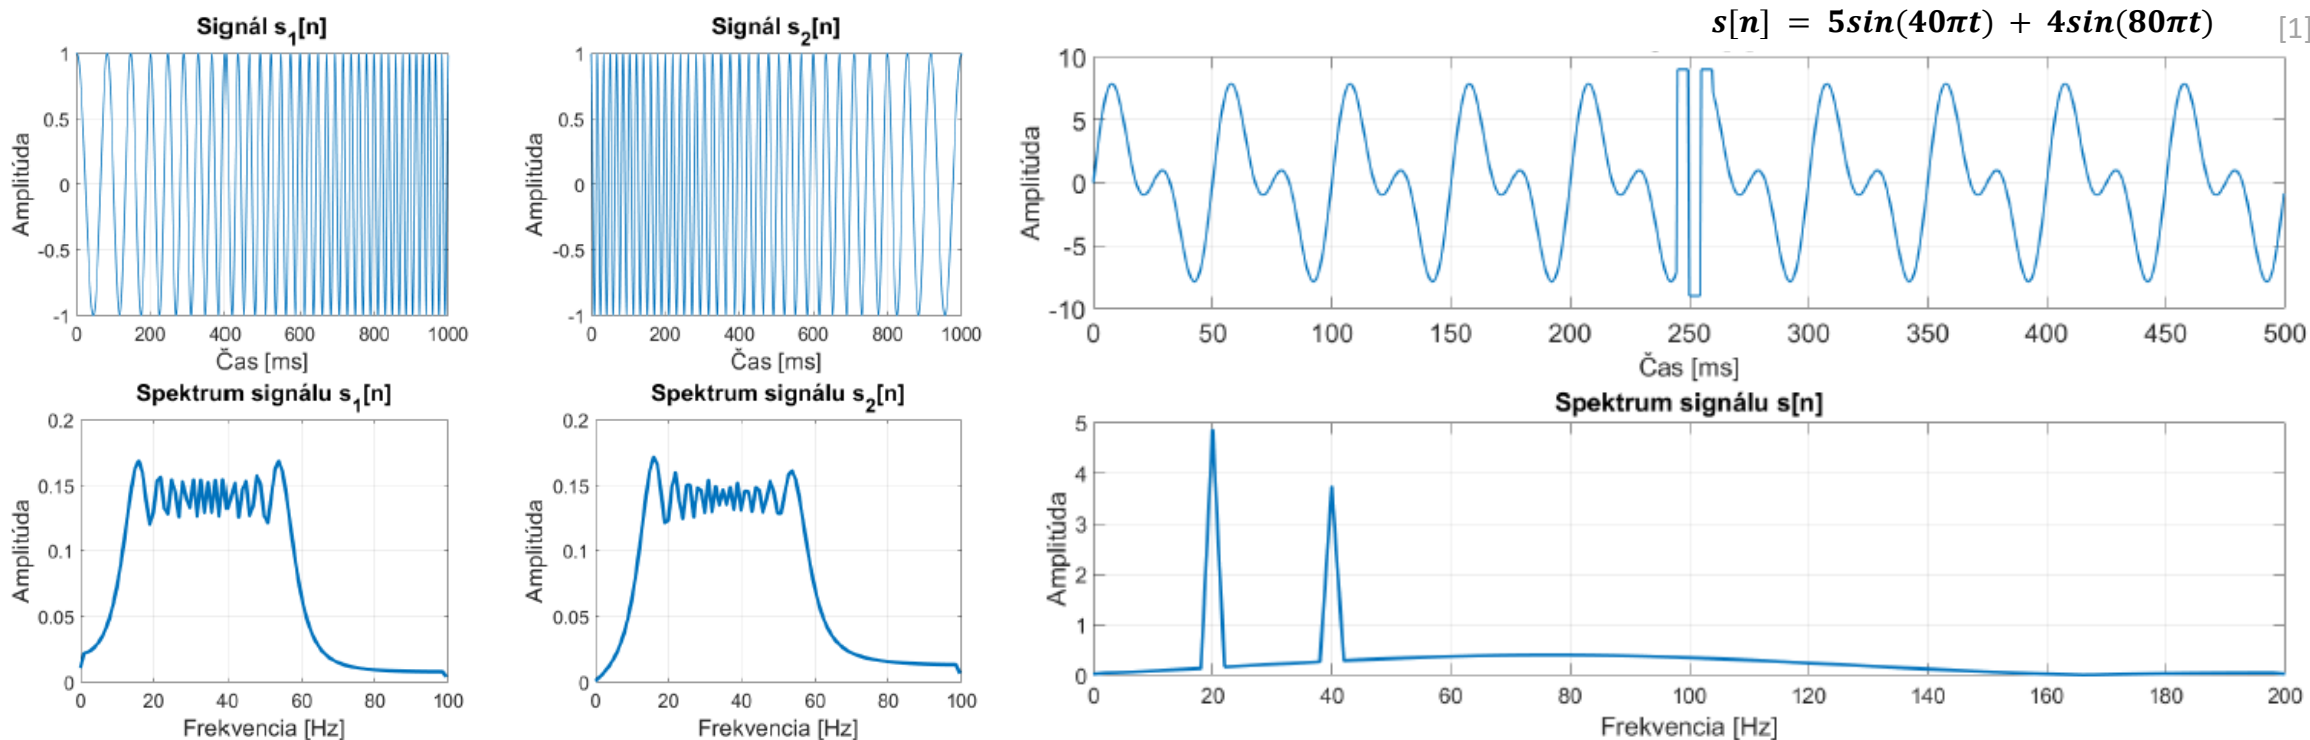 Signál s1[n]
1
0.5
0
-0.5
-1
Amplitúda
0 200 400 600 800 1000
Čas [ms]
Signál s2[n]
1
0.5
0
-0.5
-1
Amplitúda
0 200 400 600 800 1000
Čas [ms]
s[n] = 5sin(40πt) + 4sin(80πt) [1]
10
5
0
-5
-10
Amplitúda
0 50 100 150 200 250 300 350 400 450 500
Čas [ms]
Spektrum signálu s1[n]
0.2
0.15
0.1
0.05
0
Amplitúda
0 20 40 60 80 100
Frekvencia [Hz]
Spektrum signálu s2[n]
0.2
0.15
0.1
0.05
0
Amplitúda
0 20 40 60 80 100
Frekvencia [Hz]
Spektrum signálu s[n]
5
4
3
2
1
0
Amplitúda
0 20 40 60 80 100 120 140 160 180 200
Frekvencia [Hz]